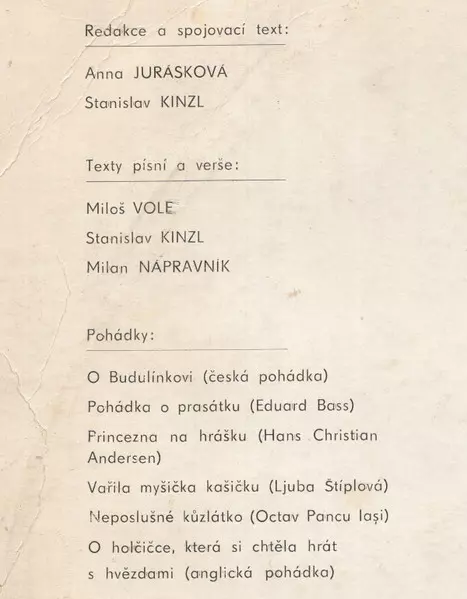 Redakce a spojovací text:
Anna JURÁSKOVÁ
Stanislav KINZL
Texty písní a verše:
Miloš VOLE
Stanislav KINZL
Milan NÁPRAVNÍK
Pohádky:
O Budulínkovi (česká pohádka)
Pohádka o prasátku (Eduard Bass)
Princezna na hrášku (Hans Christian
Andersen)
Vařila myšička kašičku (Ljuba Štíplová)
Neposlušné kůzlátko (Octav Pancu Iaşi)
O holčičce, která si chtěla hrát
s hvězdami (anglická pohádka)